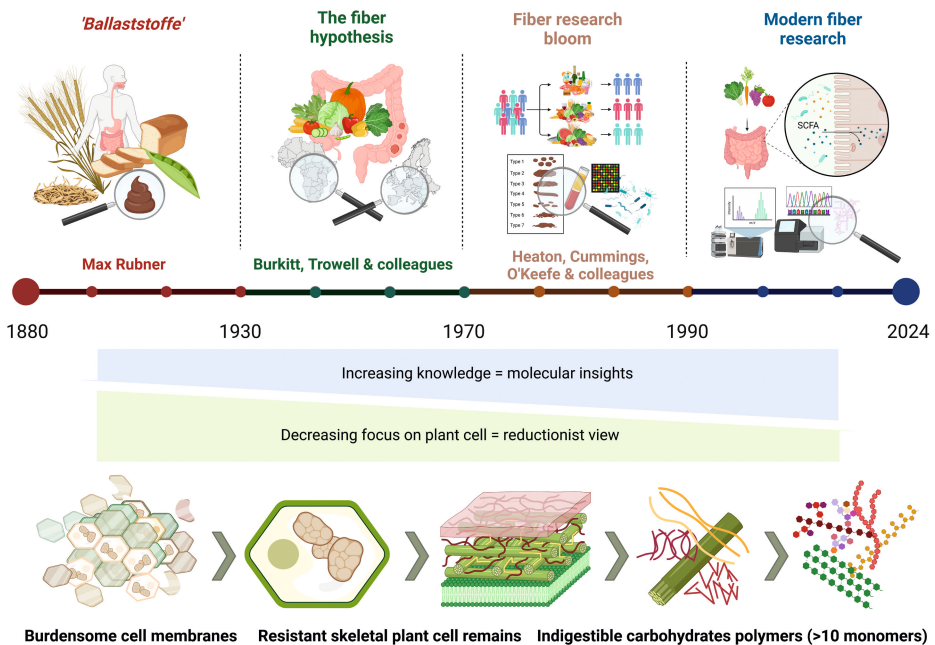 'Ballaststoffe'
The fiber
hypothesis
Fiber research
bloom
Modern fiber
research
Type 1
Type 2
Type 3
Type 4
Type 5
Type 6
Type 7
SCFA
Max Rubner
Burkitt, Trowell & colleagues
Heaton, Cummings,
O'Keefe & colleagues
1880
1930
1970
1990
2024
Increasing knowledge = molecular insights
Decreasing focus on plant cell = reductionist view
Burdensome cell membranes
Resistant skeletal plant cell remains
Indigestible carbohydrates polymers (>10 monomers)